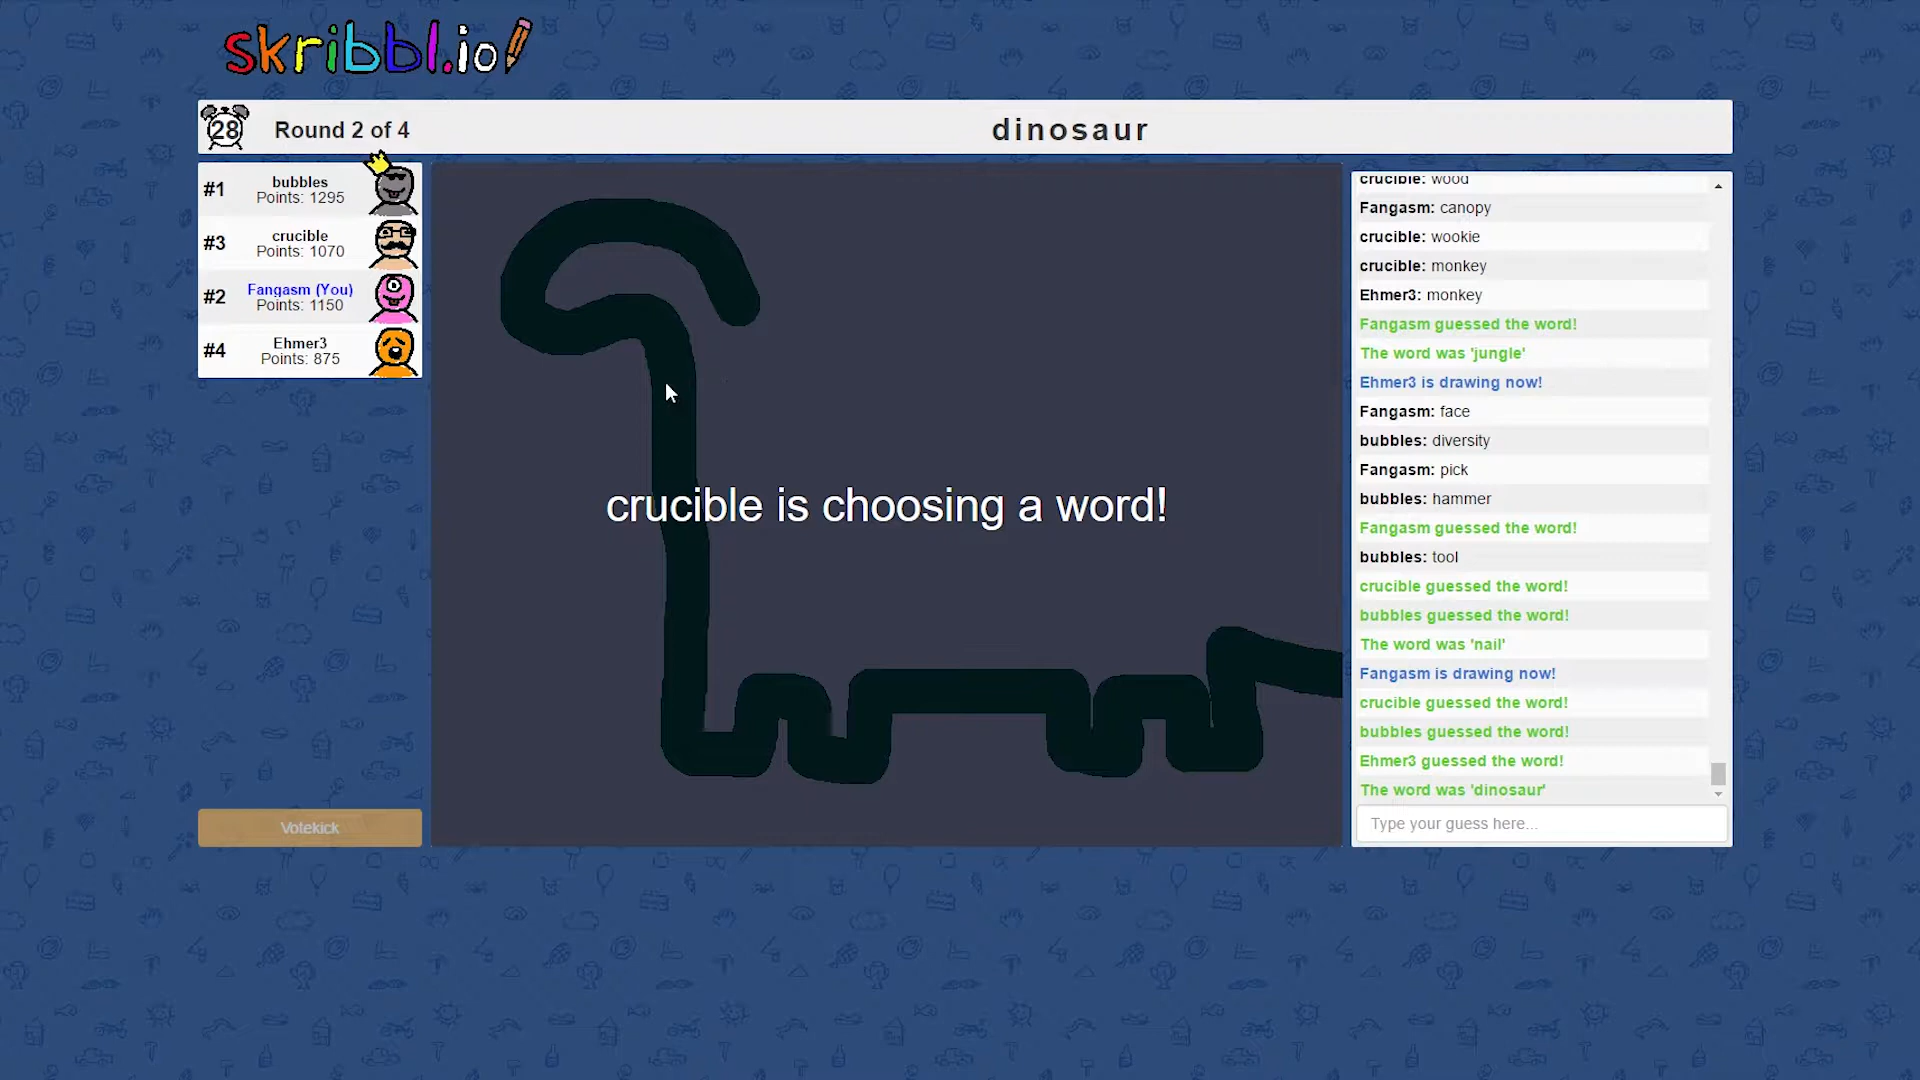 skribbl.io
28
Round 2 of 4
dinosaur
#1
bubbles
Points: 1295
#3
crucible
Points: 1070
#2
Fangasm (You)
Points: 1150
#4
Ehmer3
Points: 875
Votekick
crucible is choosing a word!
crucible: wood
Fangasm: canopy
crucible: wookie
crucible: monkey
Ehmer3: monkey
Fangasm guessed the word!
The word was 'jungle'
Ehmer3 is drawing now!
Fangasm: face
bubbles: diversity
Fangasm: pick
bubbles: hammer
Fangasm guessed the word!
bubbles: tool
crucible guessed the word!
bubbles guessed the word!
The word was 'nail'
Fangasm is drawing now!
crucible guessed the word!
bubbles guessed the word!
Ehmer3 guessed the word!
The word was 'dinosaur'
Type your guess here...